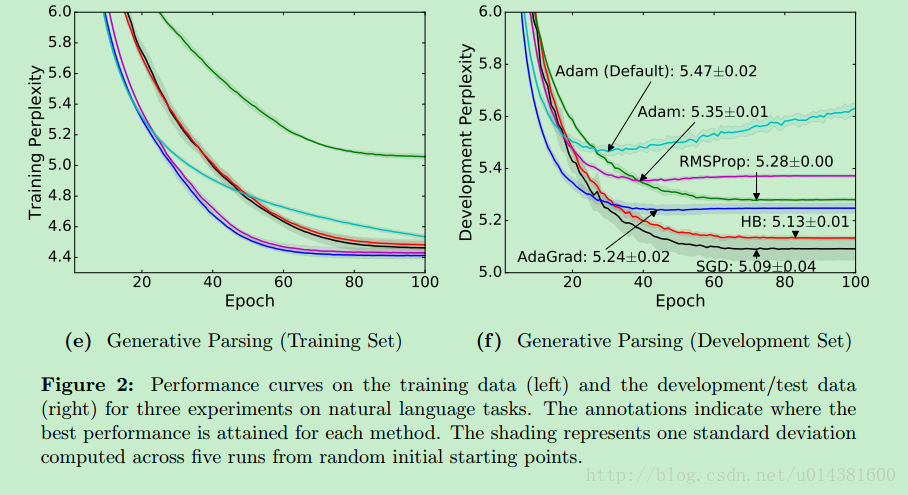 6.0
5.8
5.6
5.4
5.2
5.0
4.8
4.6
4.4
20
40
60
80
100
Training Perplexity
Epoch
6.0
5.8
5.6
5.4
5.2
5.0
20
40
60
80
100
Development Perplexity
Epoch
Adam (Default): 5.47±0.02
Adam: 5.35±0.01
RMSProp: 5.28±0.00
HB: 5.13±0.01
AdaGrad: 5.24±0.02
SGD: 5.09±0.04
(e) Generative Parsing (Training Set)
(f) Generative Parsing (Development Set)
Figure 2: Performance curves on the training data (left) and the development/test data
(right) for three experiments on natural language tasks. The annotations indicate where the
best performance is attained for each method. The shading represents one standard deviation
computed across five runs from random initial starting points.
http://blog.csdn.net/u014381600